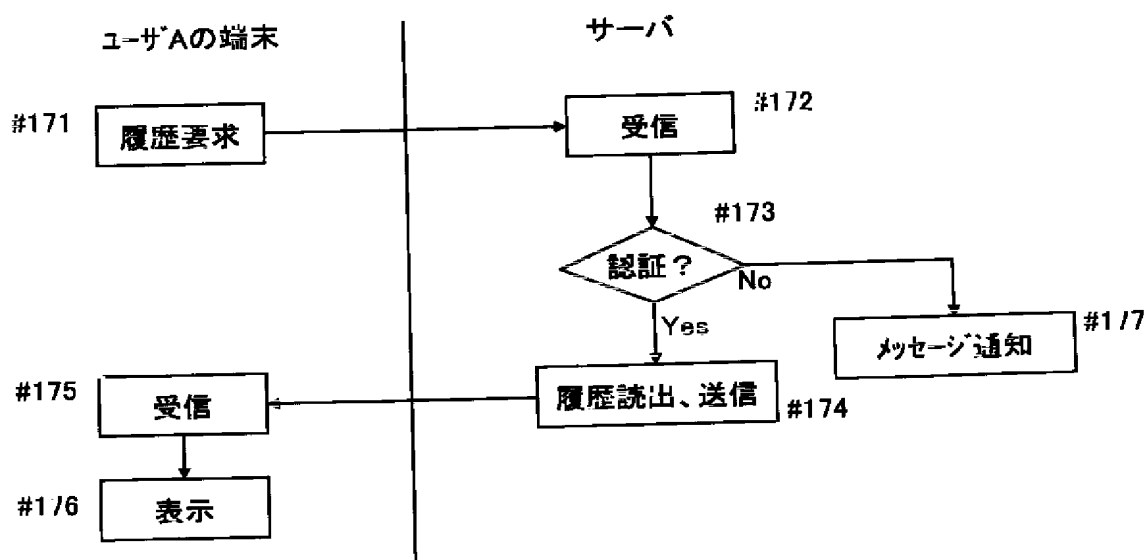 ユーザAの端末
サーバ
#171
履歴要求
受信
#172
#173
認証?
No
Yes
メッセージ通知
#177
#175
受信
履歴読出、送信
#174
#176
表示